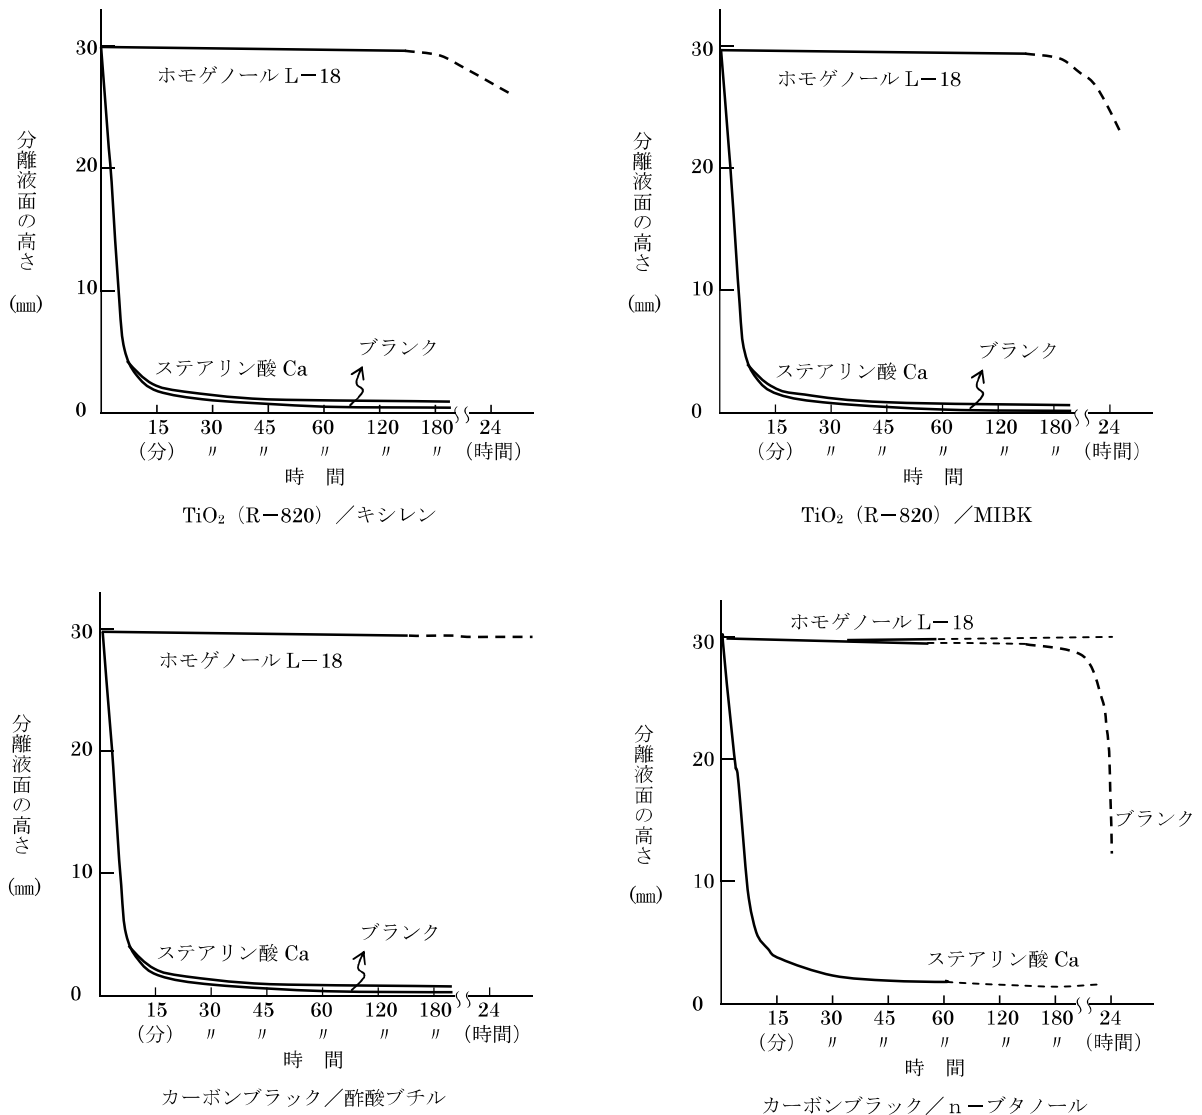 30
ホモゲノール L−18
20
10
0
分離液面の高さ
(㎜)
ステアリン酸 Ca
ブランク
15 30 45 60 120 180 24
(分) 〃 〃 〃 〃 〃 (時間)
時 間
TiO₂（R−820）／キシレン
30
ホモゲノール L−18
20
10
0
分離液面の高さ
(㎜)
ステアリン酸 Ca
ブランク
15 30 45 60 120 180 24
(分) 〃 〃 〃 〃 〃 (時間)
時 間
TiO₂（R−820）／MIBK
30
ホモゲノール L−18
20
10
0
分離液面の高さ
(㎜)
ステアリン酸 Ca
ブランク
15 30 45 60 120 180 24
(分) 〃 〃 〃 〃 〃 (時間)
時 間
カーボンブラック／酢酸ブチル
ホモゲノール L−18
30
20
10
0
分離液面の高さ
(㎜)
ブランク
ステアリン酸 Ca
15 30 45 60 120 180 24
(分) 〃 〃 〃 〃 〃 (時間)
時 間
カーボンブラック／n−ブタノール